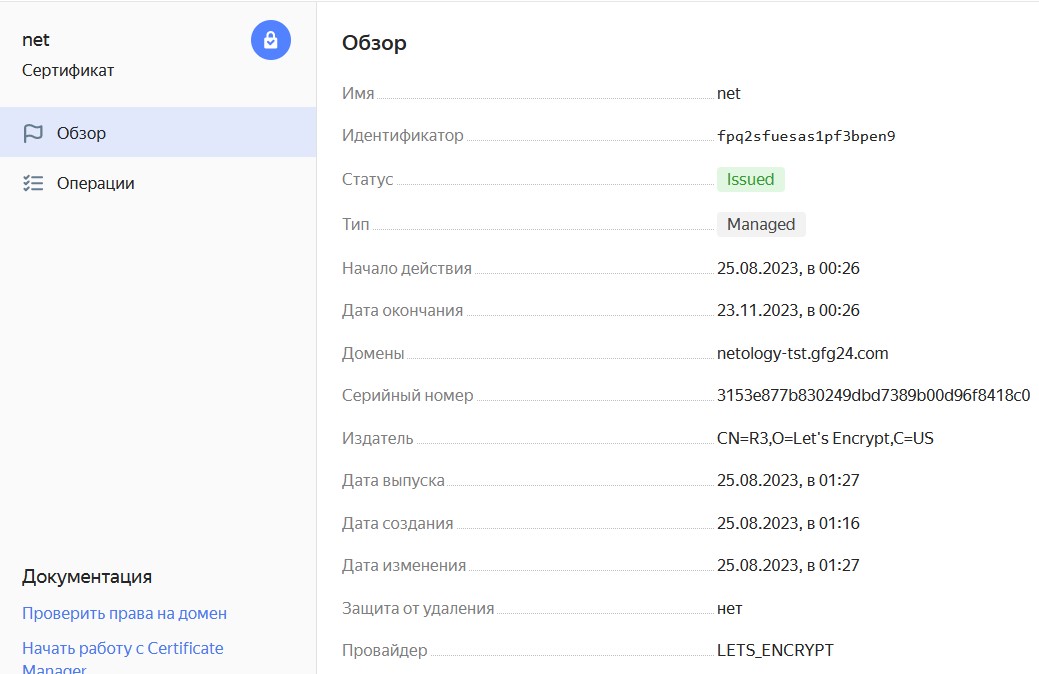 net
Сертификат
Обзор
Операции
Документация
Проверить права на домен
Начать работу с Certificate
Manager
Обзор
Имя net
Идентификатор fpq2sfuesas1pf3bpen9
Статус Issued
Тип Managed
Начало действия 25.08.2023, в 00:26
Дата окончания 23.11.2023, в 00:26
Домены netology-tst.gfg24.com
Серийный номер 3153e877b830249dbd7389b00d96f8418c0
Издатель CN=R3,O=Let's Encrypt,C=US
Дата выпуска 25.08.2023, в 01:27
Дата создания 25.08.2023, в 01:16
Дата изменения 25.08.2023, в 01:27
Защита от удаления нет
Провайдер LETS_ENCRYPT